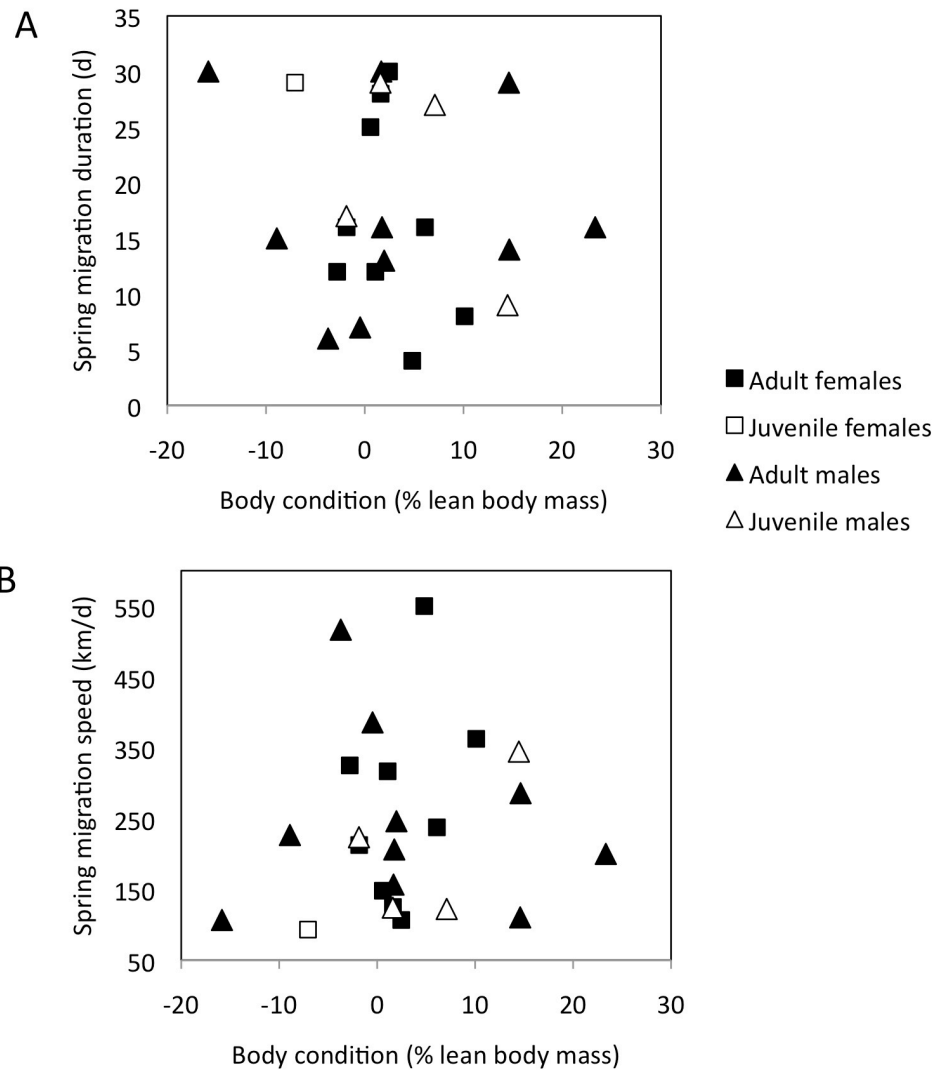 A
Spring migration duration (d)
35
30
25
20
15
10
5
0
-20 -10 0 10 20 30
Body condition (% lean body mass)
Adult females
Juvenile females
Adult males
Juvenile males
B
Spring migration speed (km/d)
550
450
350
250
150
50
-20 -10 0 10 20 30
Body condition (% lean body mass)